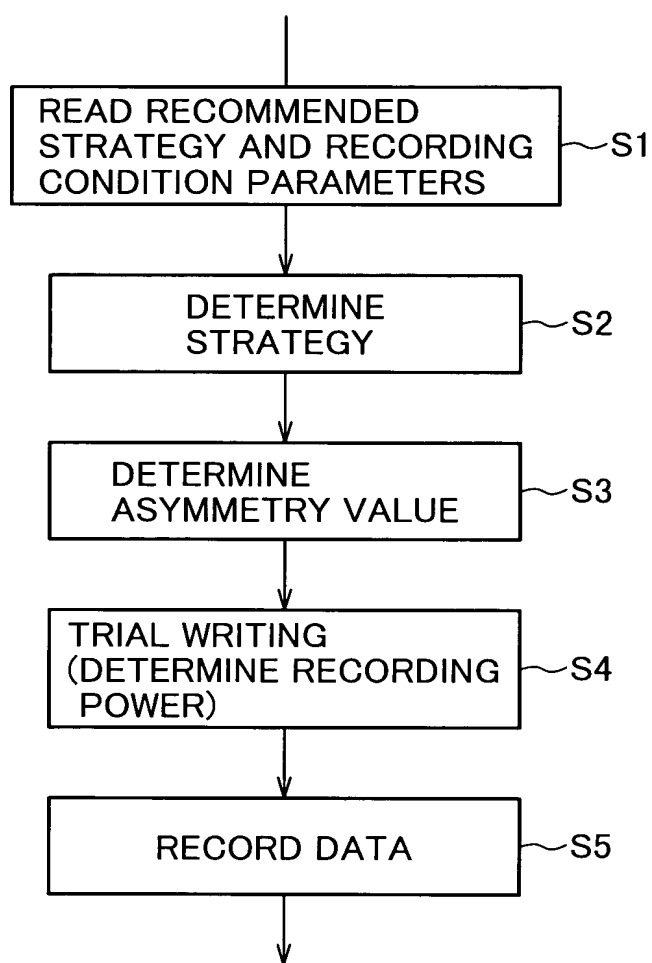 READ RECOMMENDED
STRATEGY AND RECORDING
CONDITION PARAMETERS
S1
DETERMINE
STRATEGY
S2
DETERMINE
ASYMMETRY VALUE
S3
TRIAL WRITING
(DETERMINE RECORDING
POWER)
S4
RECORD DATA
S5